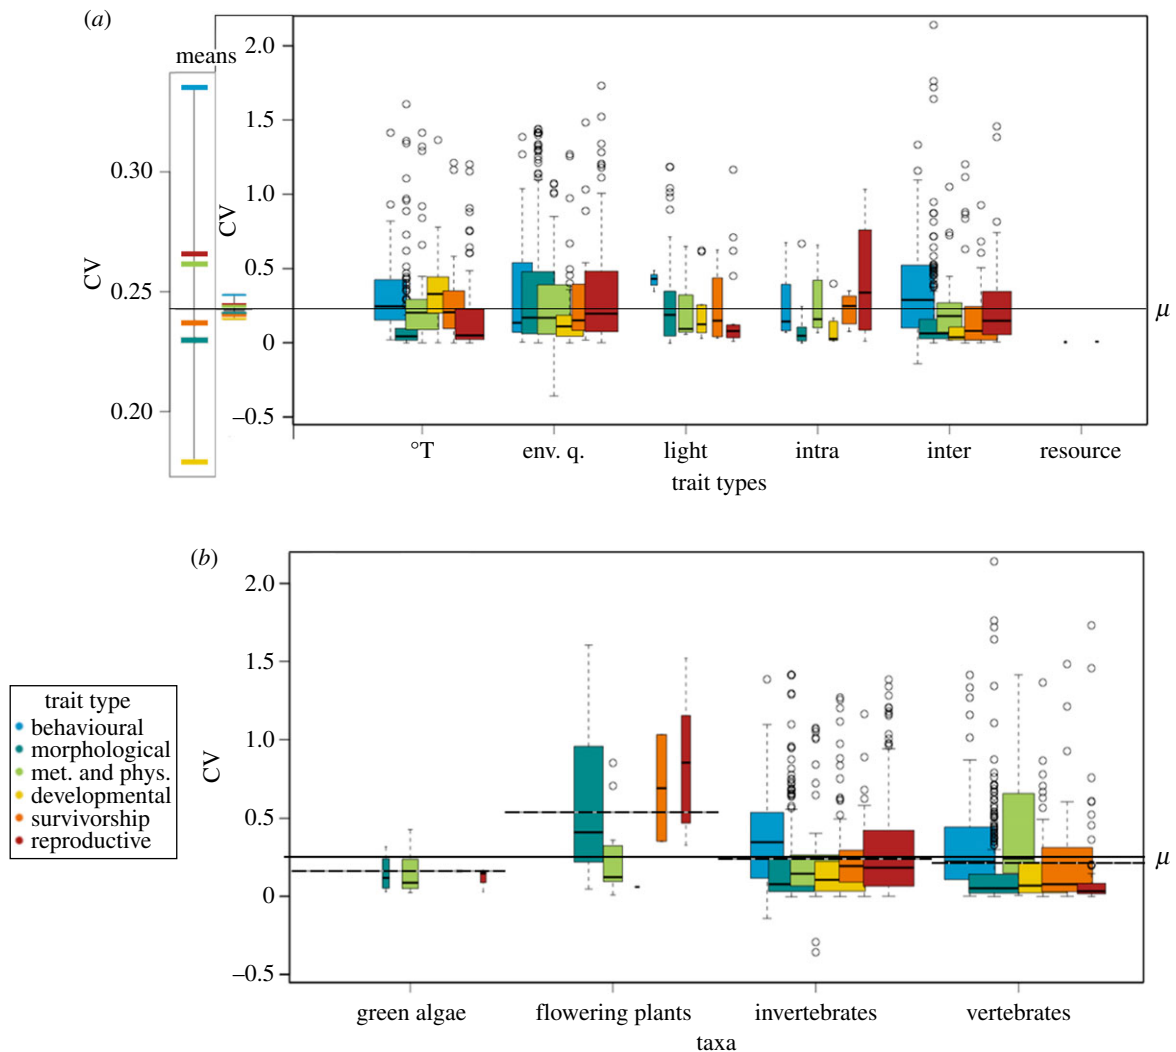 (a)
means
0.30
0.25
0.20
CV
2.0
1.5
1.0
0.5
0
–0.5
CV
μ
°T env. q. light intra inter resource
trait types
(b)
2.0
1.5
1.0
0.5
0
–0.5
CV
μ
trait type
behavioural
morphological
met. and phys.
developmental
survivorship
reproductive
green algae flowering plants invertebrates vertebrates
taxa